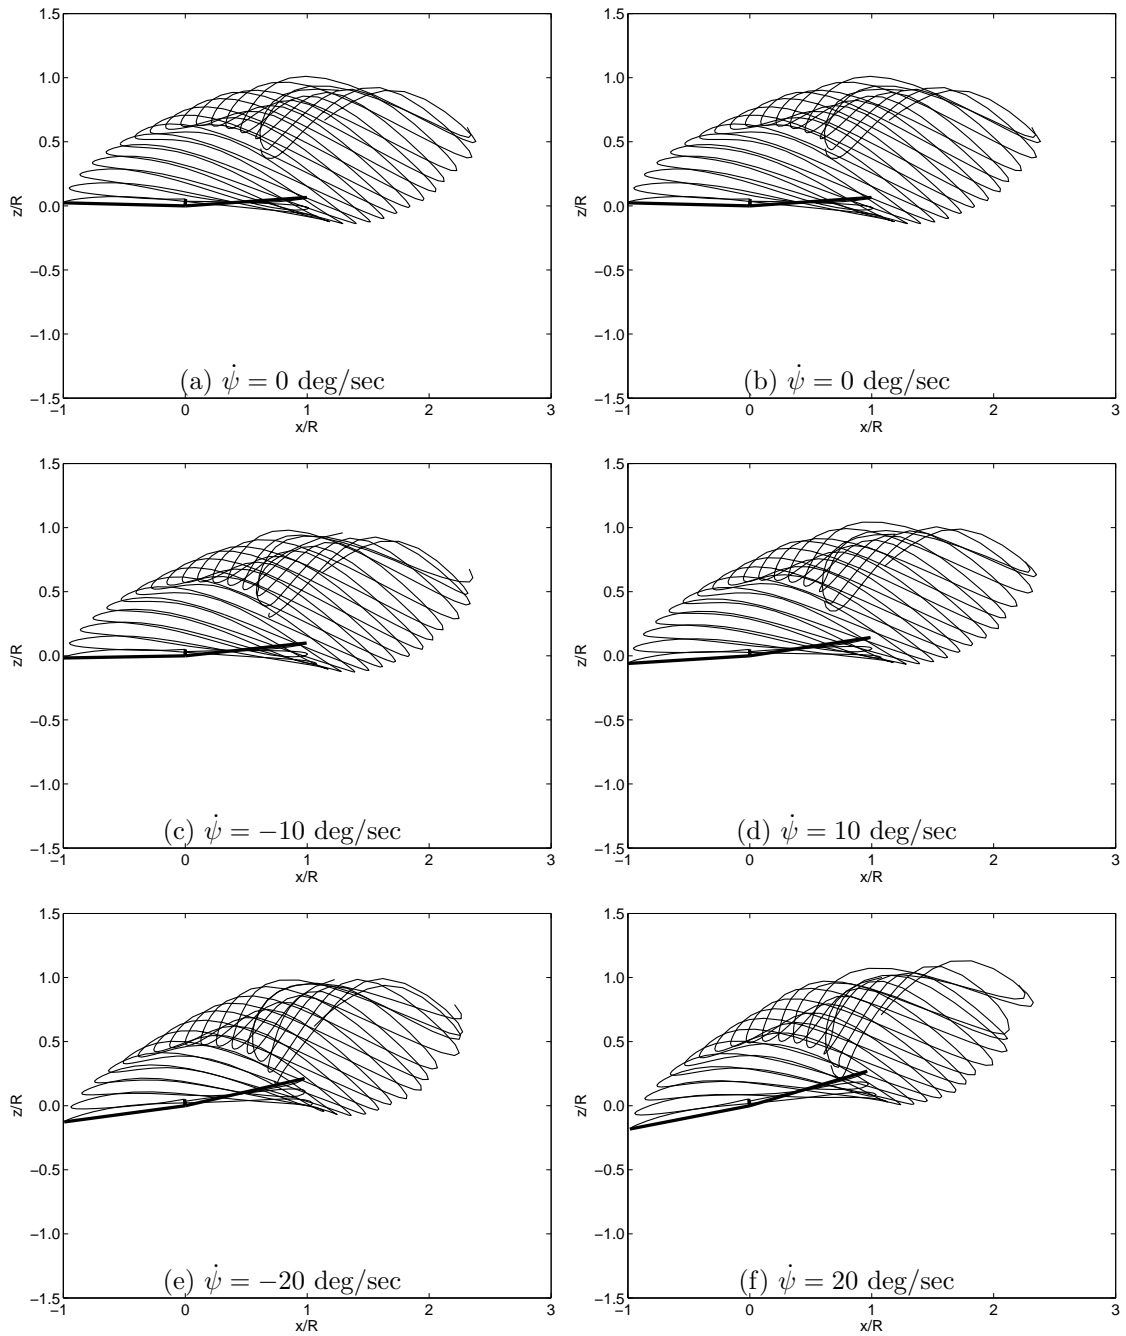 1.5
1.0
0.5
0.0
−0.5
−1.0
−1.5
z/R
−1 0 1 2 3
x/R
(a) ψ̇ = 0 deg/sec
1.5
1.0
0.5
0.0
−0.5
−1.0
−1.5
z/R
−1 0 1 2 3
x/R
(b) ψ̇ = 0 deg/sec
1.5
1.0
0.5
0.0
−0.5
−1.0
−1.5
z/R
−1 0 1 2 3
x/R
(c) ψ̇ = −10 deg/sec
1.5
1.0
0.5
0.0
−0.5
−1.0
−1.5
z/R
−1 0 1 2 3
x/R
(d) ψ̇ = 10 deg/sec
1.5
1.0
0.5
0.0
−0.5
−1.0
−1.5
z/R
−1 0 1 2 3
x/R
(e) ψ̇ = −20 deg/sec
1.5
1.0
0.5
0.0
−0.5
−1.0
−1.5
z/R
−1 0 1 2 3
x/R
(f) ψ̇ = 20 deg/sec